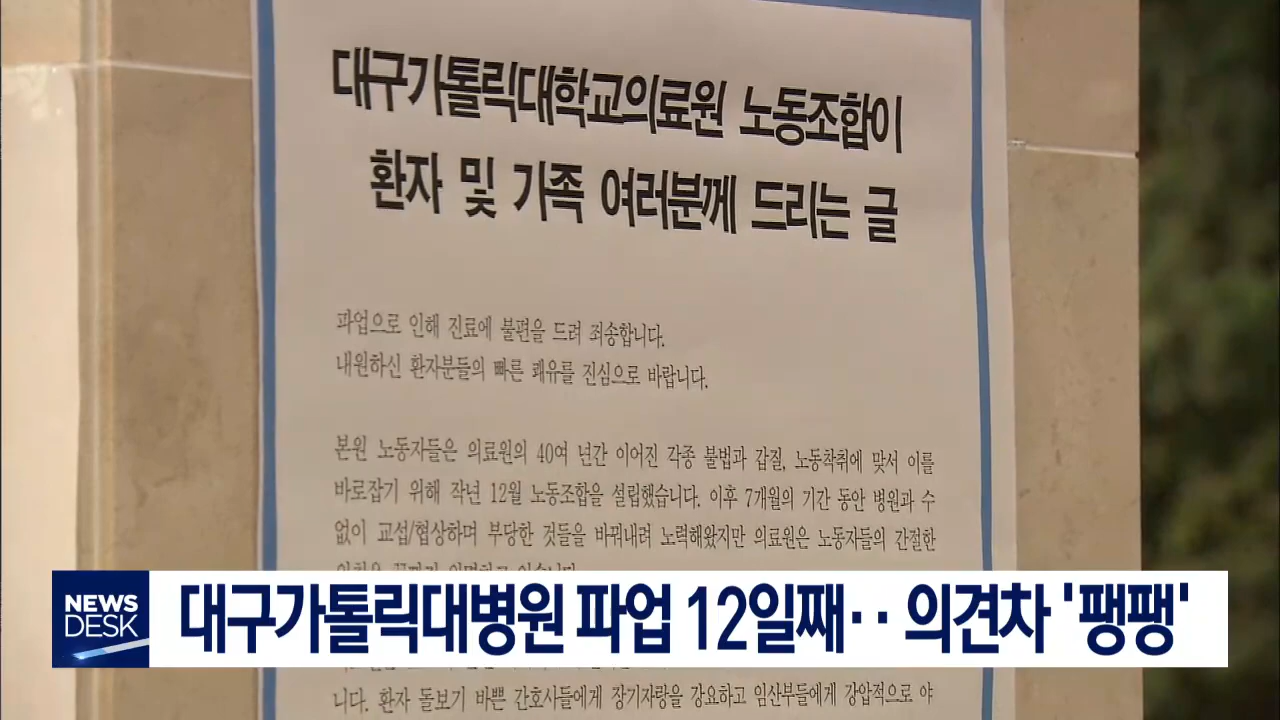 대구가톨릭대학교의료원 노동조합이
환자 및 가족 여러분께 드리는 글
파업으로 인해 진료에 불편을 드려 죄송합니다.
내원하신 환자분들의 빠른 쾌유를 진심으로 바랍니다.
본원 노동자들은 의료원의 40여 년간 이어진 각종 불법과 갑질, 노동착취에 맞서 이를
바로잡기 위해 작년 12월 노동조합을 설립했습니다. 이후 7개월의 기간 동안 병원과 수
없이 교섭/협상하며 부당한 것들을 바꿔내려 노력해왔지만 의료원은 노동자들의 간절한
NEWS
DESK
대구가톨릭대병원 파업 12일째‥ 의견차 '팽팽'
니다. 환자 돌보기 바쁜 간호사들에게 장기자랑을 강요하고 임산부들에게 강압적으로 야